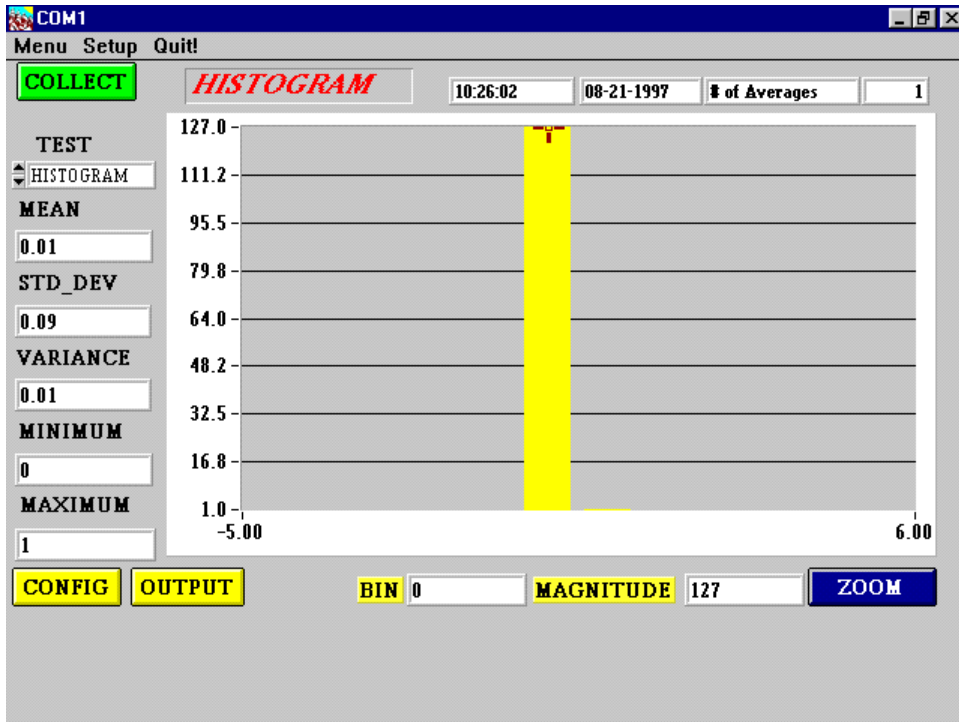 COM1
Menu Setup Quit!
COLLECT
HISTOGRAM
10:26:02
08-21-1997
# of Averages
1
TEST
HISTOGRAM
MEAN
0.01
STD_DEV
0.09
VARIANCE
0.01
MINIMUM
0
MAXIMUM
1
127.0
111.2
95.5
79.8
64.0
48.2
32.5
16.8
1.0
-5.00
6.00
CONFIG
OUTPUT
BIN
0
MAGNITUDE
127
ZOOM